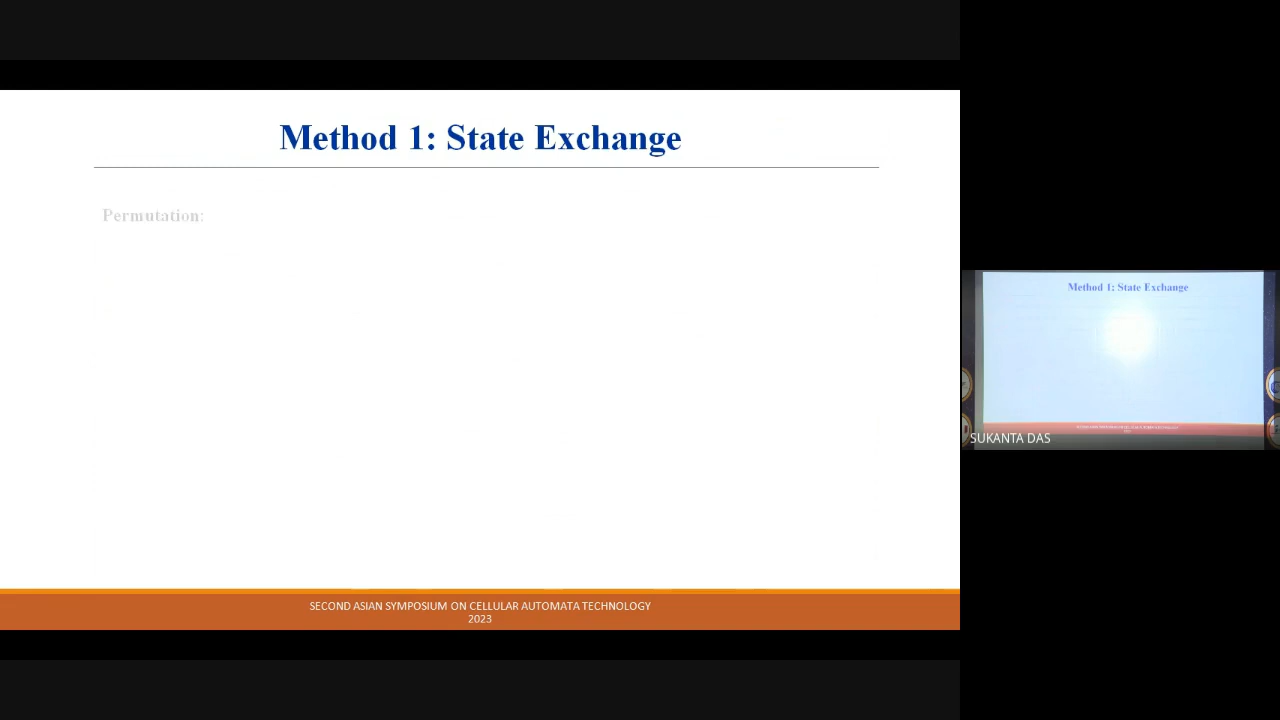 Method 1: State Exchange
Permutation:
SECOND ASIAN SYMPOSIUM ON CELLULAR AUTOMATA TECHNOLOGY
2023
Method 1: State Exchange
SUKANTA DAS